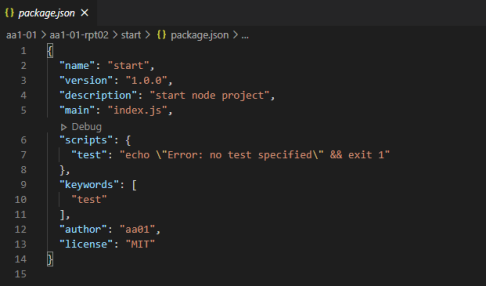 {} package.json ×
aa1-01 > aa1-01-rpt02 > start > {} package.json > ...
1 {
2 "name": "start",
3 "version": "1.0.0",
4 "description": "start node project",
5 "main": "index.js",
▷ Debug
6 "scripts": {
7 "test": "echo \"Error: no test specified\" && exit 1"
8 },
9 "keywords": [
10 "test"
11 ],
12 "author": "aa01",
13 "license": "MIT"
14 }
15